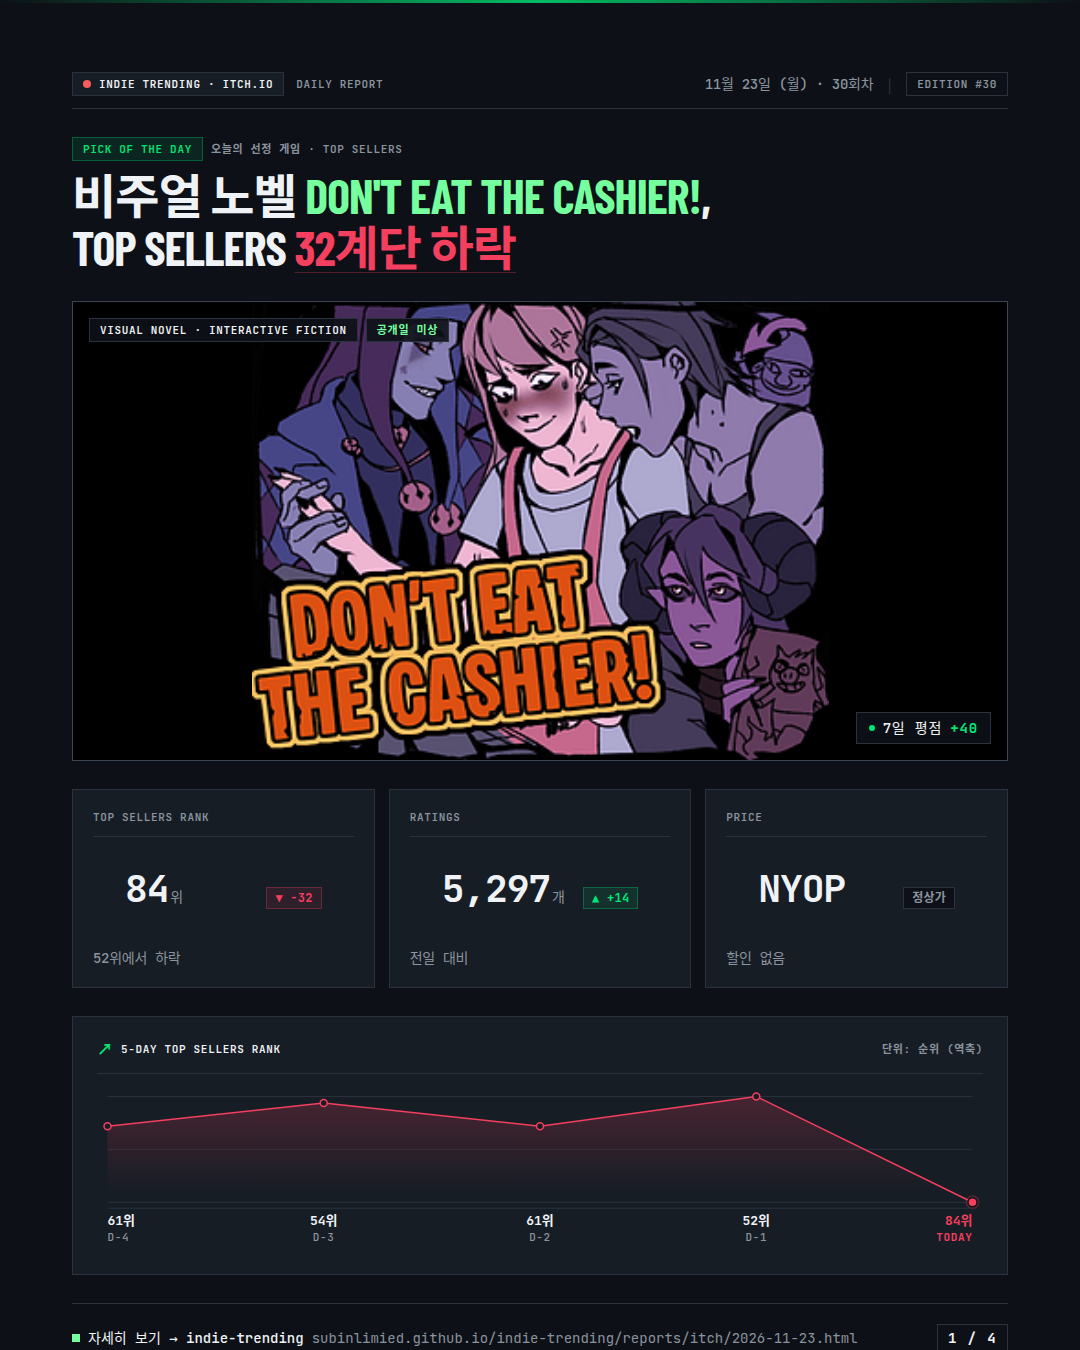 INDIE TRENDING · ITCH.IO DAILY REPORT 11월 23일 (월) · 30회차 EDITION #30
PICK OF THE DAY 오늘의 선정 게임 · TOP SELLERS
비주얼 노벨 DON'T EAT THE CASHIER!,
TOP SELLERS 32계단 하락
VISUAL NOVEL · INTERACTIVE FICTION 공개일 미상
DON'T EAT
THE CASHIER!
7일 평점 +40
TOP SELLERS RANK
84위 ▼ -32
52위에서 하락
RATINGS
5,297개 ▲ +14
전일 대비
PRICE
NYOP 정상가
할인 없음
↗ 5-DAY TOP SELLERS RANK 단위: 순위 (역축)
61위 54위 61위 52위 84위
D-4 D-3 D-2 D-1 TODAY
자세히 보기 → indie-trending subinlimied.github.io/indie-trending/reports/itch/2026-11-23.html 1 / 4